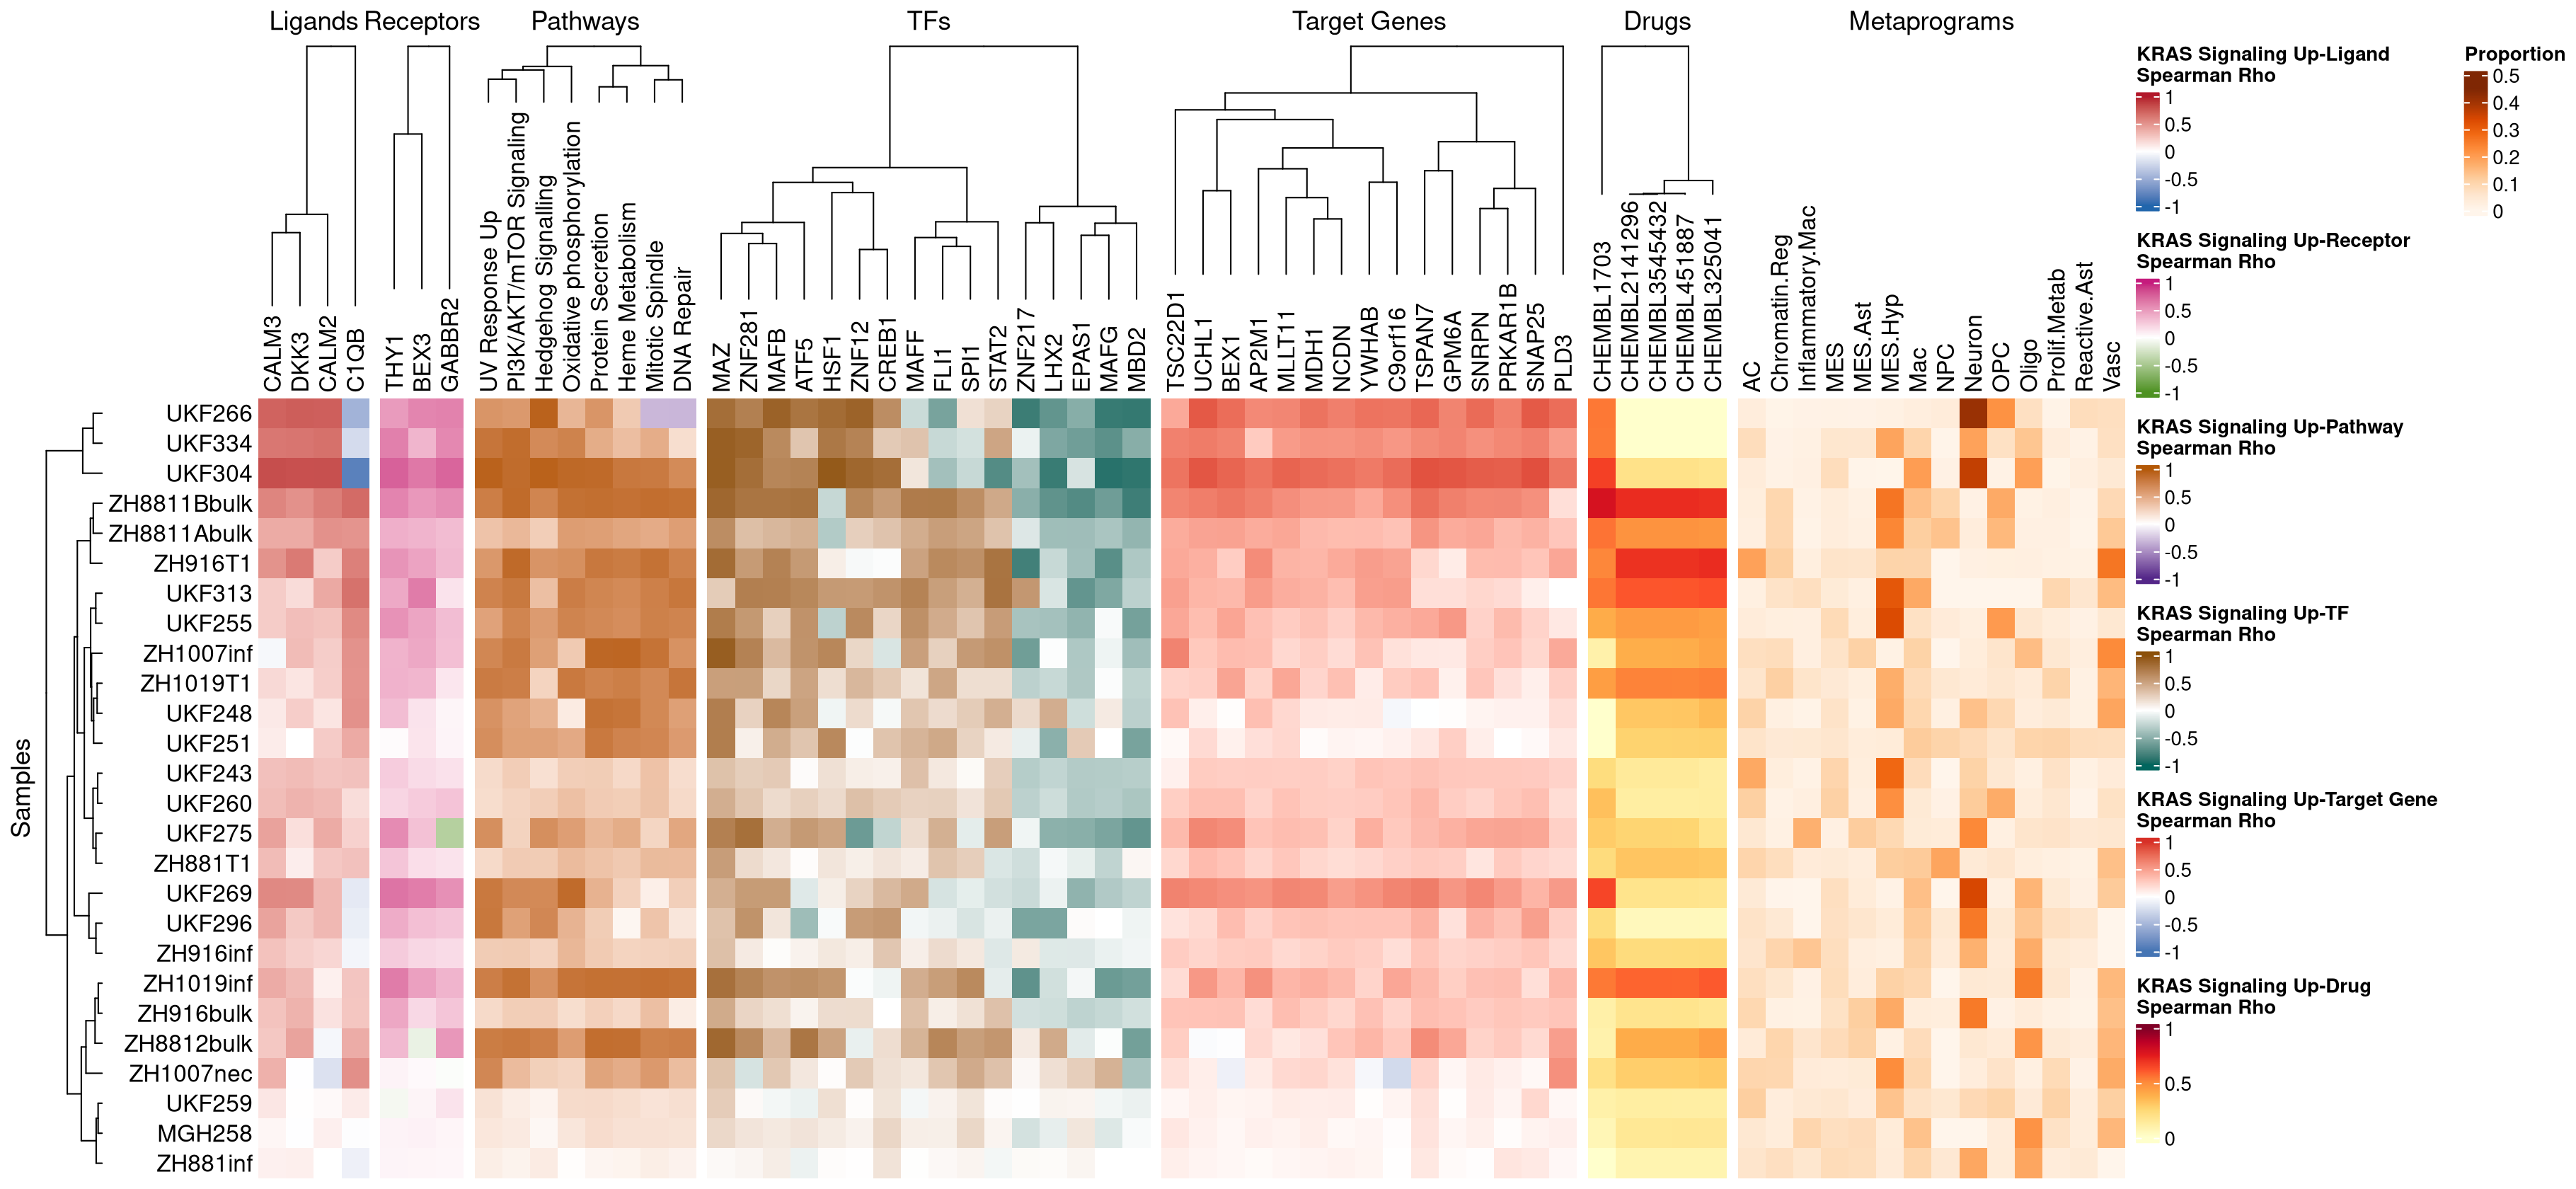 Ligands Receptors Pathways TFs Target Genes Drugs Metaprograms
CALM3
DKK3
CALM2
C1QB
THY1
BEX3
GABBR2
UV Response Up
PI3K/AKT/mTOR Signaling
Hedgehog Signalling
Oxidative phosphorylation
Protein Secretion
Heme Metabolism
Mitotic Spindle
DNA Repair
MAZ
ZNF281
MAFB
ATF5
HSF1
ZNF12
CREB1
MAFF
FLI1
SPI1
STAT2
ZNF217
LHX2
EPAS1
MAFG
MBD2
TSC22D1
UCHL1
BEX1
AP2M1
MLLT11
MDH1
NCDN
YWHAB
C9orf16
TSPAN7
GPM6A
SNRPN
PRKAR1B
SNAP25
PLD3
CHEMBL1703
CHEMBL2141296
CHEMBL3545432
CHEMBL451887
CHEMBL325041
AC
Chromatin.Reg
Inflammatory.Mac
MES
MES.Ast
MES.Hyp
Mac
NPC
Neuron
OPC
Oligo
Prolif.Metab
Reactive.Ast
Vasc
Samples
UKF266
UKF334
UKF304
ZH8811Bbulk
ZH8811Abulk
ZH916T1
UKF313
UKF255
ZH1007inf
ZH1019T1
UKF248
UKF251
UKF243
UKF260
UKF275
ZH881T1
UKF269
UKF296
ZH916inf
ZH1019inf
ZH916bulk
ZH8812bulk
ZH1007nec
UKF259
MGH258
ZH881inf
KRAS Signaling Up-Ligand
Spearman Rho
1
0.5
0
-0.5
-1
KRAS Signaling Up-Receptor
Spearman Rho
1
0.5
0
-0.5
-1
KRAS Signaling Up-Pathway
Spearman Rho
1
0.5
0
-0.5
-1
KRAS Signaling Up-TF
Spearman Rho
1
0.5
0
-0.5
-1
KRAS Signaling Up-Target Gene
Spearman Rho
1
0.5
0
-0.5
-1
KRAS Signaling Up-Drug
Spearman Rho
1
0.5
0
Proportion
0.5
0.4
0.3
0.2
0.1
0